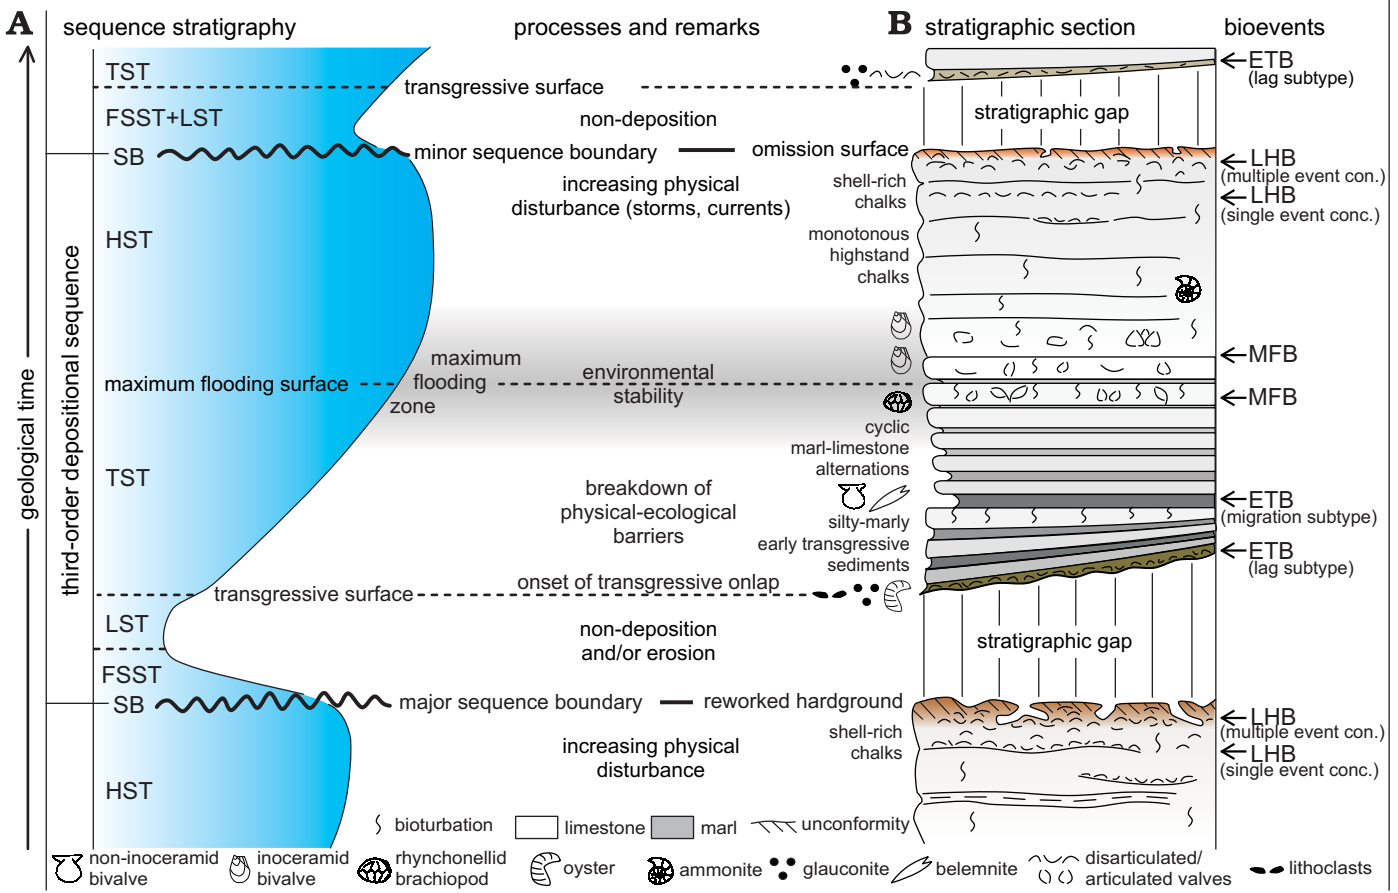 A
sequence stratigraphy
processes and remarks
B
stratigraphic section
bioevents
geological time
third-order depositional sequence
TST
transgressive surface
FSST+LST
non-deposition
SB
minor sequence boundary
omission surface
increasing physical
disturbance (storms, currents)
HST
maximum flooding surface
maximum
flooding
zone
environmental
stability
TST
breakdown of
physical-ecological
barriers
transgressive surface
onset of transgressive onlap
LST
non-deposition
and/or erosion
FSST
SB
major sequence boundary
reworked hardground
increasing physical
disturbance
HST
stratigraphic gap
shell-rich
chalks
monotonous
highstand
chalks
cyclic
marl-limestone
alternations
silty-marly
early transgressive
sediments
stratigraphic gap
shell-rich
chalks
ETB
(lag subtype)
LHB
(multiple event con.)
LHB
(single event conc.)
MFB
MFB
ETB
(migration subtype)
ETB
(lag subtype)
LHB
(multiple event con.)
LHB
(single event conc.)
bioturbation
limestone
marl
unconformity
non-inoceramid
bivalve
inoceramid
bivalve
rhynchonellid
brachiopod
oyster
ammonite
glauconite
belemnite
disarticulated/
articulated valves
lithoclasts